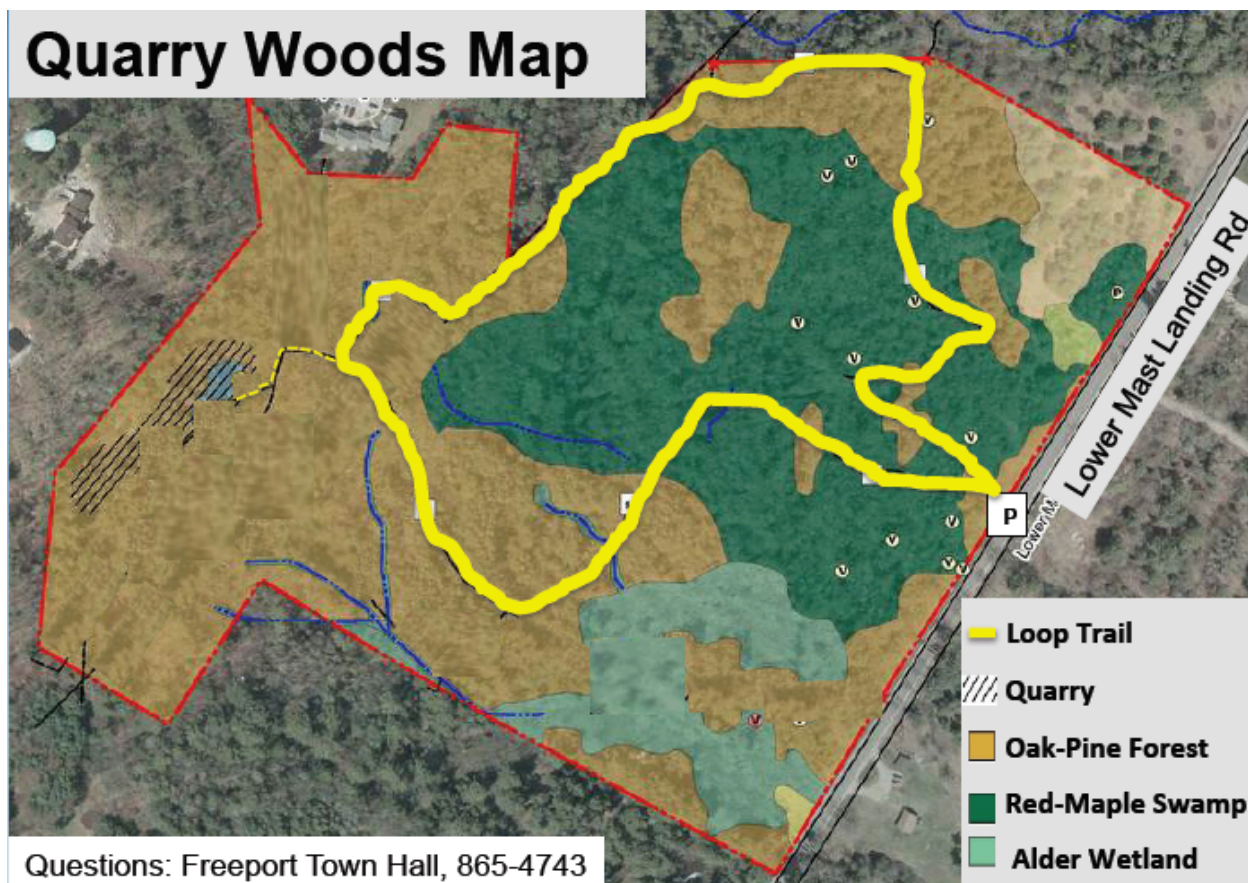 Quarry Woods Map
V
V
V
V
P
V
V
V
V
Lower Mast Landing Rd
P
V
Lower M
V
V
V
V
Loop Trail
Quarry
Oak-Pine Forest
V
Red-Maple Swamp
Alder Wetland
Questions: Freeport Town Hall, 865-4743